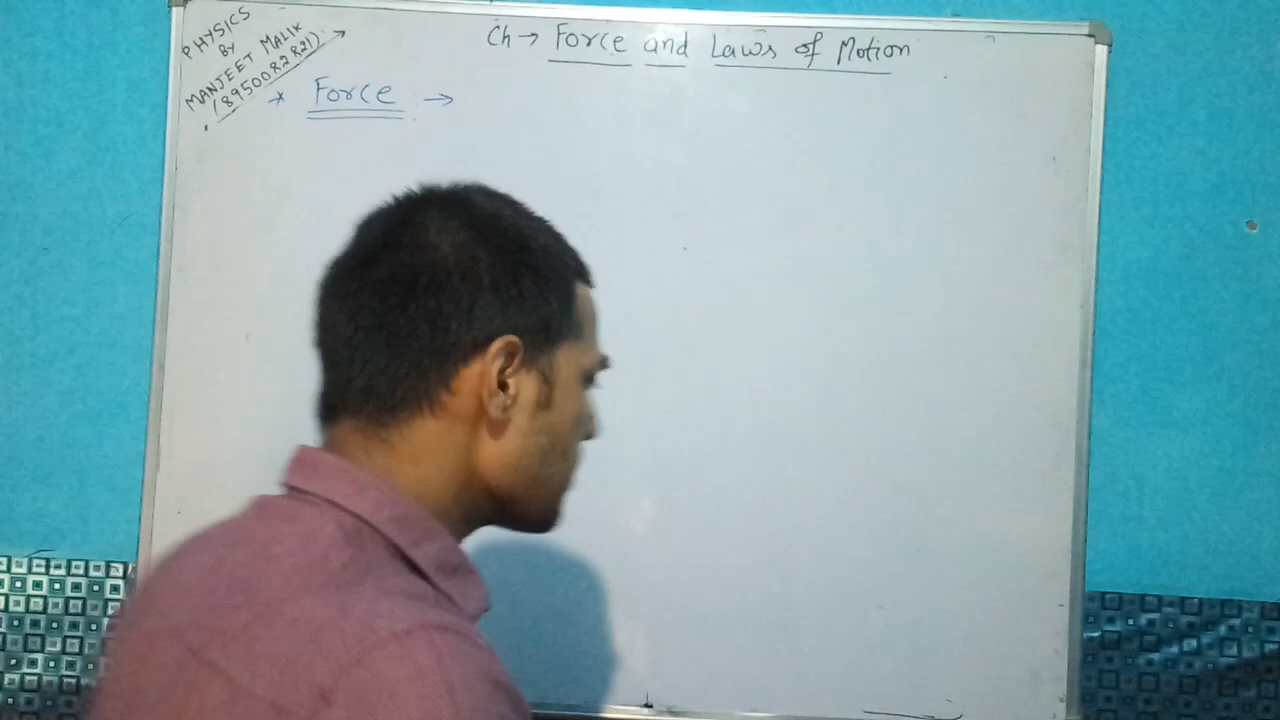 PHYSICS
By
MANJEET MALIK
(8950082821)
Ch → Force and Laws of Motion
* Force →